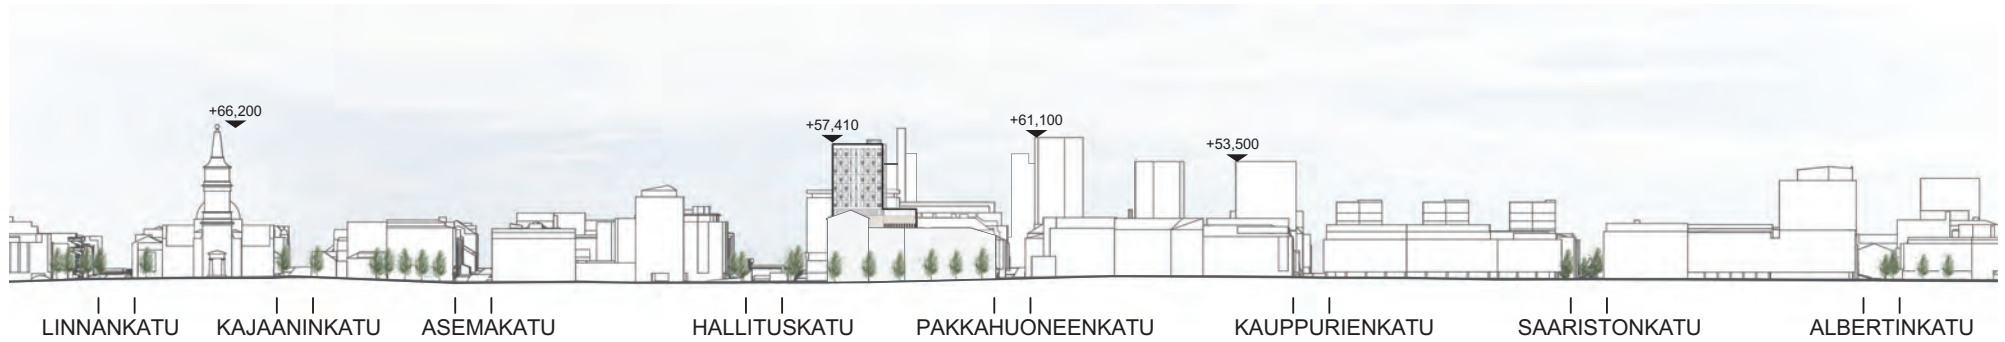 +66,200
+57,410
+61,100
+53,500
LINNANKATU KAJAANINKATU ASEMAKATU HALLITUSKATU PAKKAHUONEENKATU KAUPPURIENKATU SAARISTONKATU ALBERTINKATU